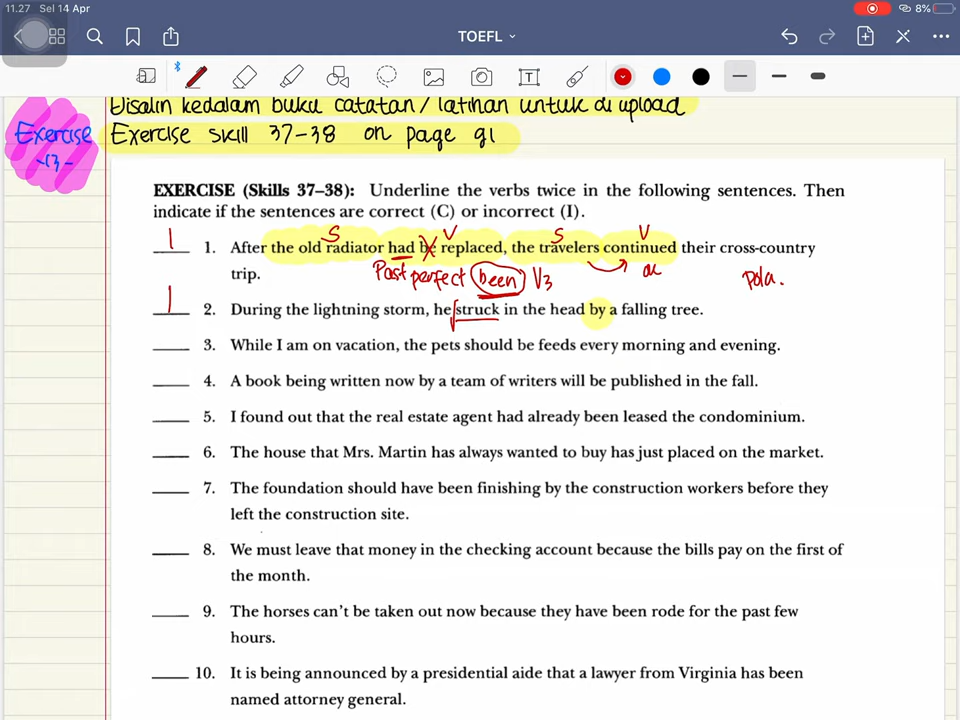 11.27 Sel 14 Apr
8%
TOEFL
Disalin kedalam buku catatan / latihan untuk di upload
Exercise
-13-
Exercise skill 37-38 on page 91
EXERCISE (Skills 37–38): Underline the verbs twice in the following sentences. Then
indicate if the sentences are correct (C) or incorrect (I).
S V S V
I 1. After the old radiator had be replaced, the travelers continued their cross-country
trip.
Past perfect been V3
Pola.
I 2. During the lightning storm, he struck in the head by a falling tree.
3. While I am on vacation, the pets should be feeds every morning and evening.
4. A book being written now by a team of writers will be published in the fall.
5. I found out that the real estate agent had already been leased the condominium.
6. The house that Mrs. Martin has always wanted to buy has just placed on the market.
7. The foundation should have been finishing by the construction workers before they
left the construction site.
8. We must leave that money in the checking account because the bills pay on the first of
the month.
9. The horses can't be taken out now because they have been rode for the past few
hours.
10. It is being announced by a presidential aide that a lawyer from Virginia has been
named attorney general.